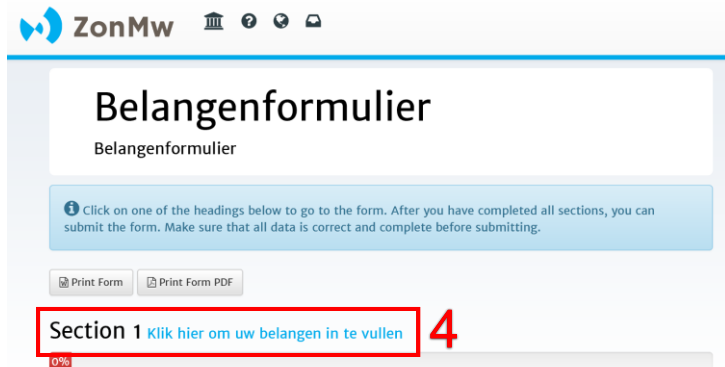 ZonMw
Belangenformulier
Belangenformulier
Click on one of the headings below to go to the form. After you have completed all sections, you can
submit the form. Make sure that all data is correct and complete before submitting.
Print Form Print Form PDF
Section 1 Klik hier om uw belangen in te vullen 4
0%